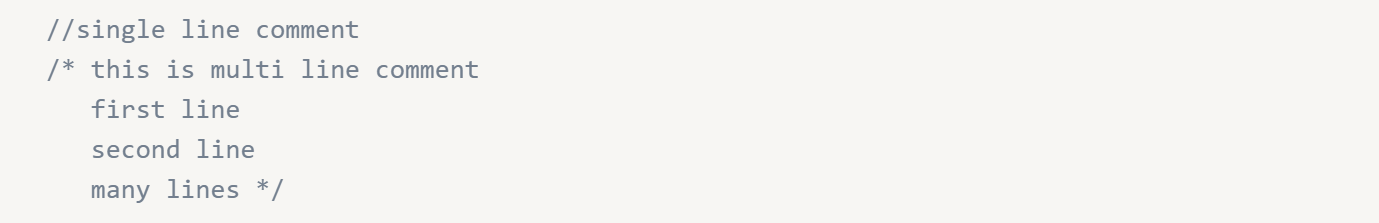 //single line comment
/* this is multi line comment
   first line
   second line
   many lines */